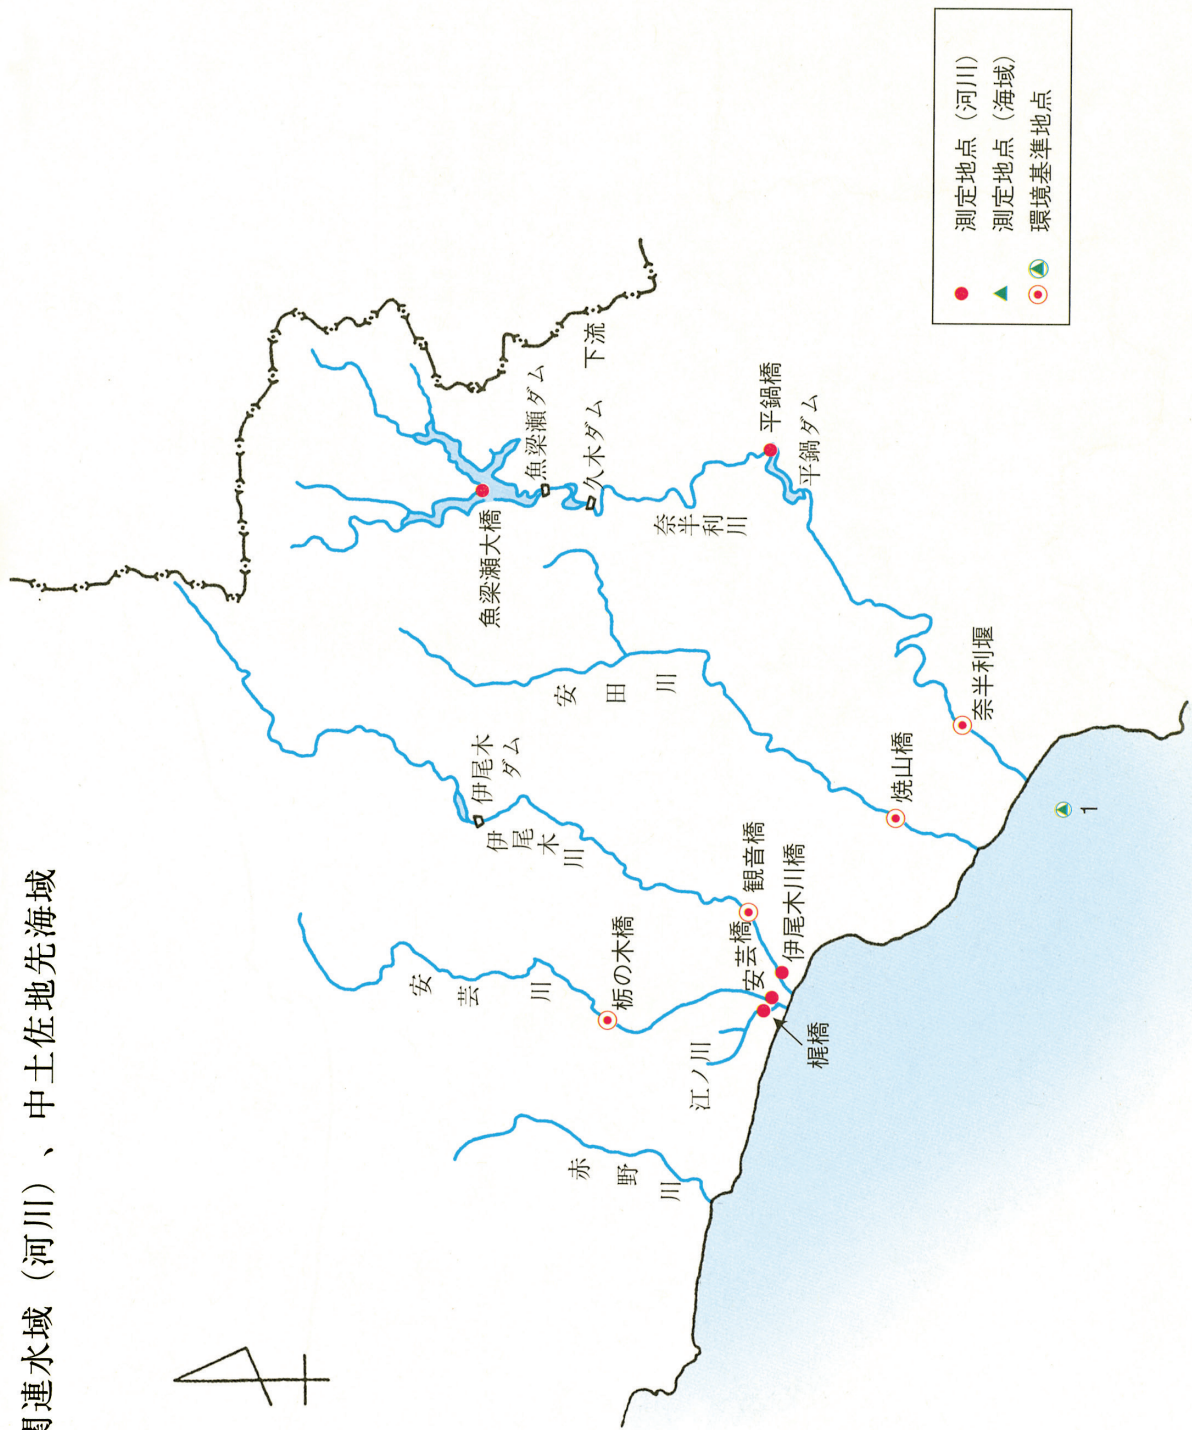 関連水域（河川）、中土佐地先海域
測定地点（河川）
測定地点（海域）
環境基準地点
赤野川
江ノ川
安芸川
栃の木橋
安芸橋
梶橋
伊尾木川橋
観音橋
伊尾木川
伊尾木
ダム
安田川
焼山橋
魚梁瀬大橋
魚梁瀬ダム
久木ダム 下流
奈半利川
平鍋橋
平鍋ダム
奈半利堰
1